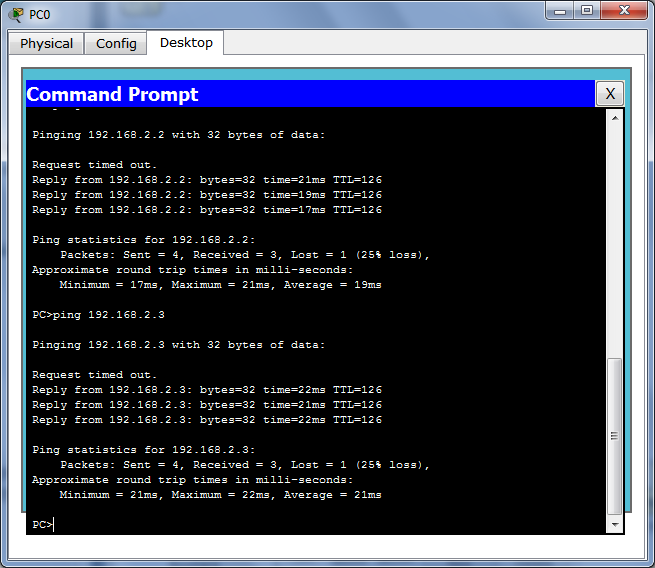 PC0
Physical Config Desktop
Command Prompt X
Pinging 192.168.2.2 with 32 bytes of data:
Request timed out.
Reply from 192.168.2.2: bytes=32 time=21ms TTL=126
Reply from 192.168.2.2: bytes=32 time=19ms TTL=126
Reply from 192.168.2.2: bytes=32 time=17ms TTL=126
Ping statistics for 192.168.2.2:
Packets: Sent = 4, Received = 3, Lost = 1 (25% loss),
Approximate round trip times in milli-seconds:
Minimum = 17ms, Maximum = 21ms, Average = 19ms
PC>ping 192.168.2.3
Pinging 192.168.2.3 with 32 bytes of data:
Request timed out.
Reply from 192.168.2.3: bytes=32 time=22ms TTL=126
Reply from 192.168.2.3: bytes=32 time=21ms TTL=126
Reply from 192.168.2.3: bytes=32 time=22ms TTL=126
Ping statistics for 192.168.2.3:
Packets: Sent = 4, Received = 3, Lost = 1 (25% loss),
Approximate round trip times in milli-seconds:
Minimum = 21ms, Maximum = 22ms, Average = 21ms
PC>